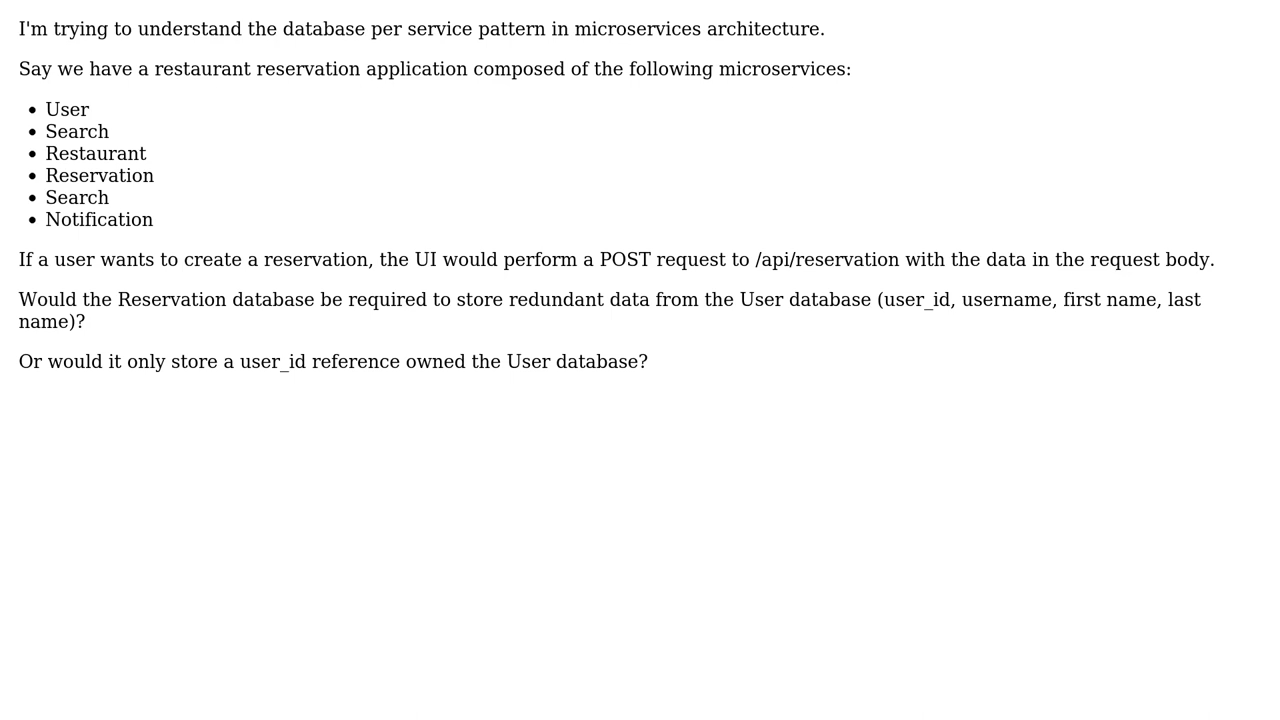 I'm trying to understand the database per service pattern in microservices architecture.
Say we have a restaurant reservation application composed of the following microservices:
• User
• Search
• Restaurant
• Reservation
• Search
• Notification
If a user wants to create a reservation, the UI would perform a POST request to /api/reservation with the data in the request body.
Would the Reservation database be required to store redundant data from the User database (user_id, username, first name, last
name)?
Or would it only store a user_id reference owned the User database?